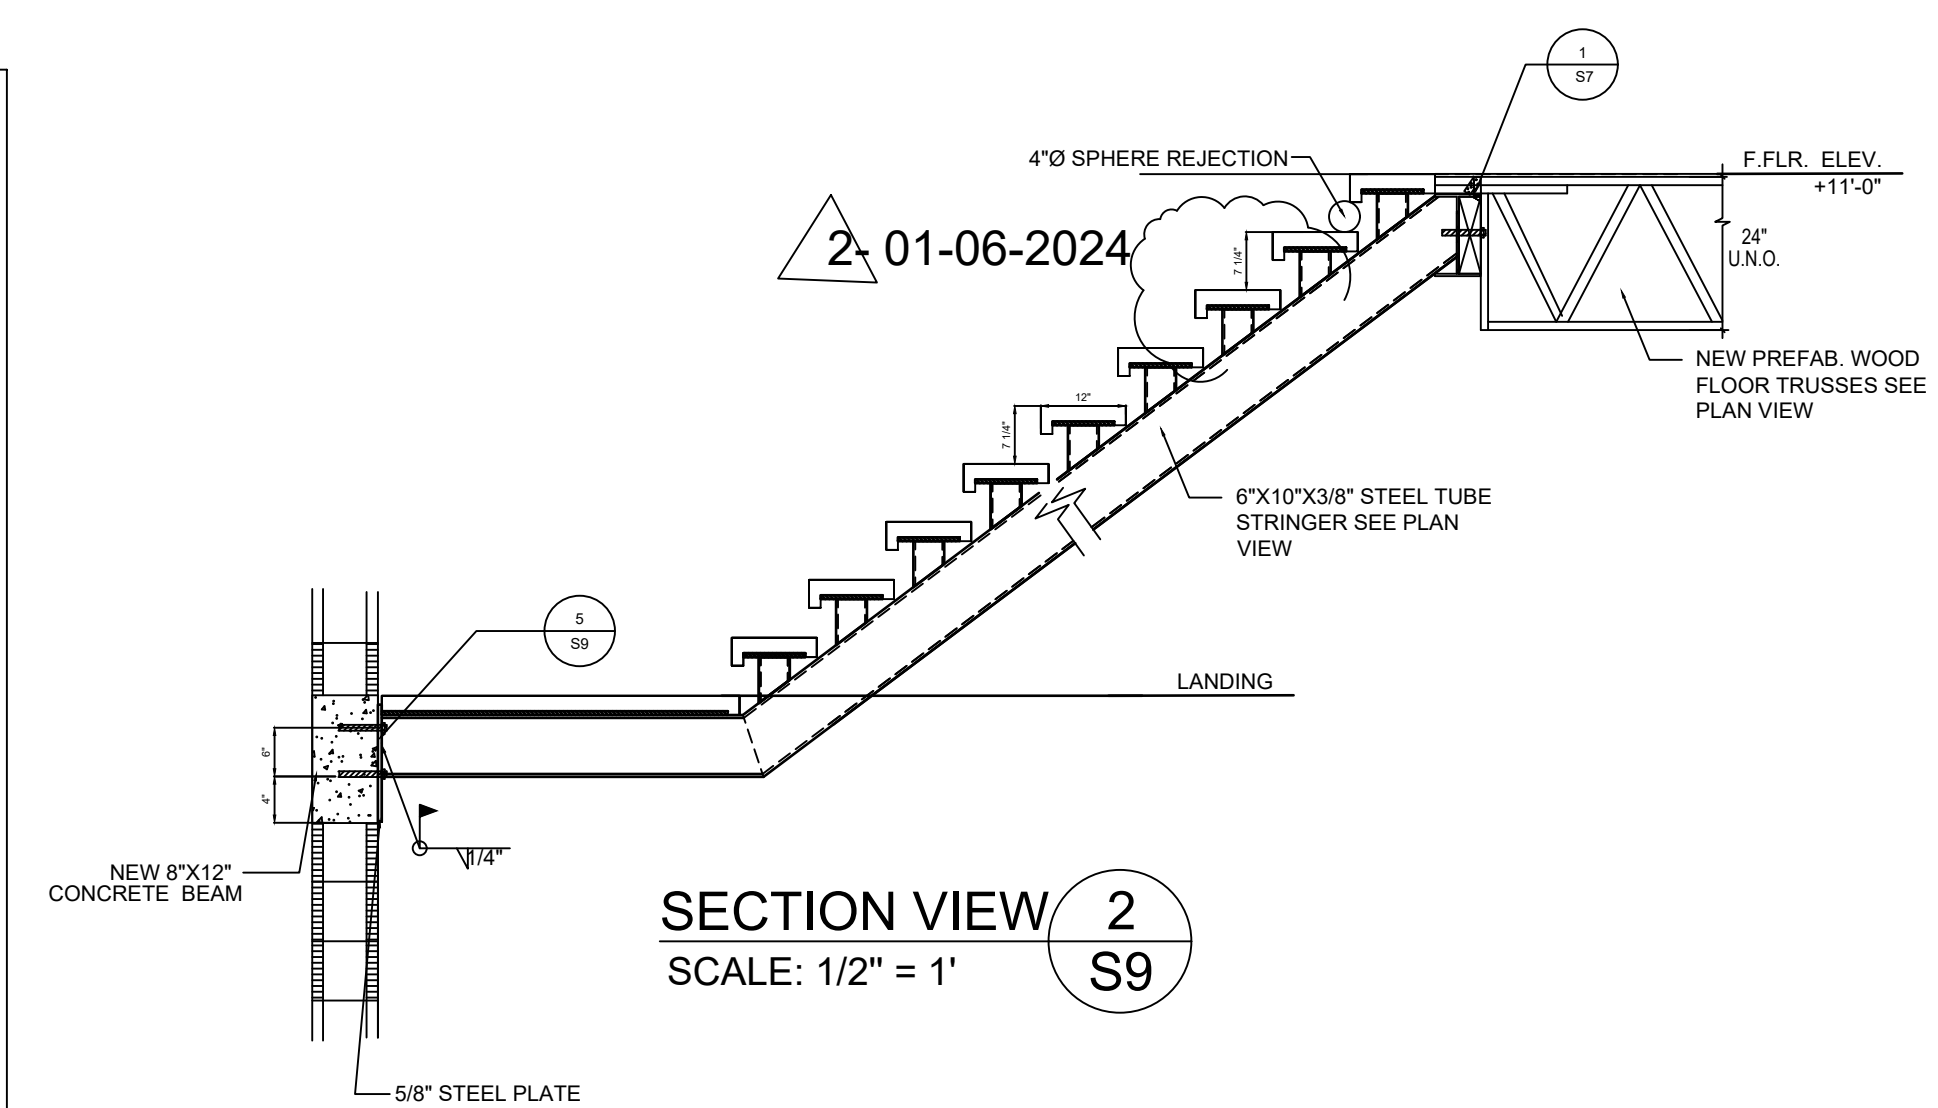 1
S7
4"Ø SPHERE REJECTION
F.FLR. ELEV.
+11'-0"
2- 01-06-2024
7 1/4"
24"
U.N.O.
NEW PREFAB. WOOD
FLOOR TRUSSES SEE
PLAN VIEW
12"
7 1/4"
6"X10"X3/8" STEEL TUBE
STRINGER SEE PLAN
VIEW
5
S9
LANDING
6"
4"
1/4"
NEW 8"X12"
CONCRETE BEAM
SECTION VIEW
2
S9
SCALE: 1/2" = 1'
5/8" STEEL PLATE